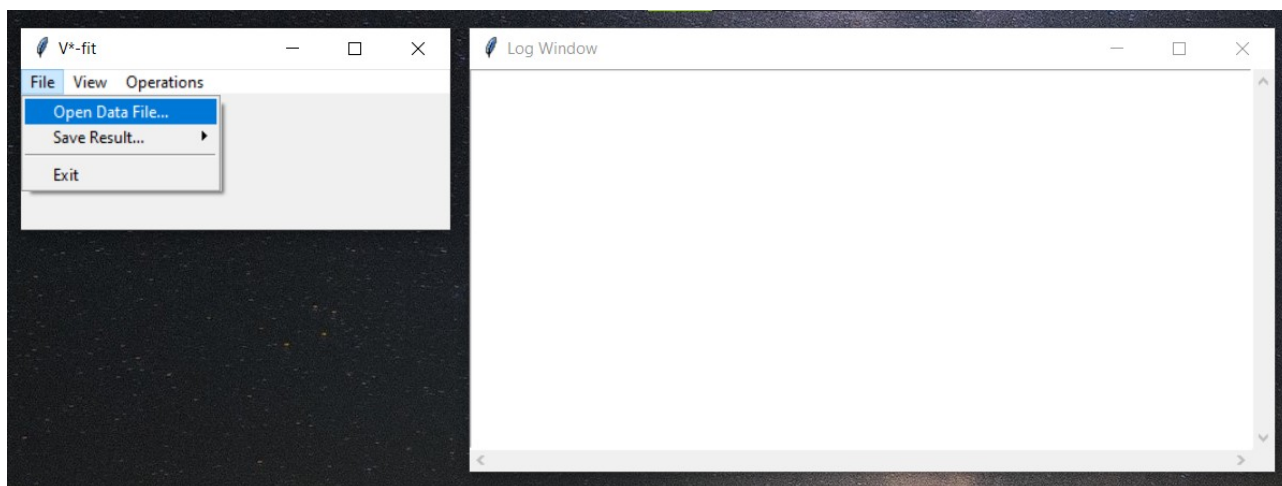 V*-fit
File View Operations
Open Data File...
Save Result...
Exit
Log Window